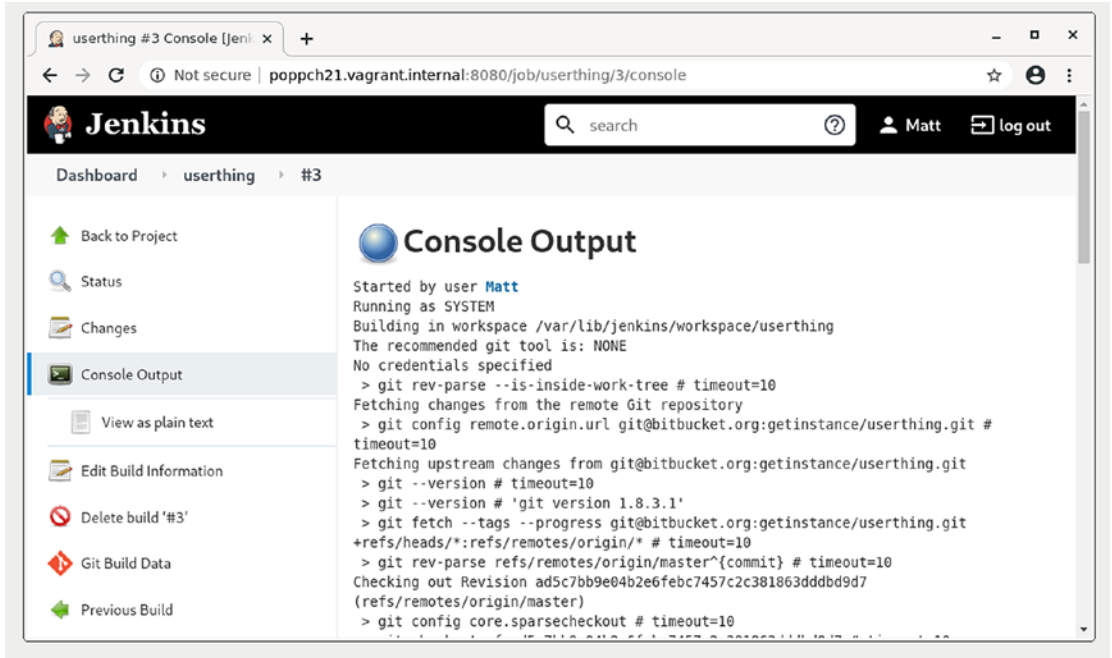 userthing #3 Console [Jenk
Not secure | poppch21.vagrant.internal:8080/job/userthing/3/console
Jenkins
search
Matt
log out
Dashboard
userthing
#3
Back to Project
Status
Changes
Console Output
View as plain text
Edit Build Information
Delete build '#3'
Git Build Data
Previous Build
Console Output
Started by user Matt
Running as SYSTEM
Building in workspace /var/lib/jenkins/workspace/userthing
The recommended git tool is: NONE
No credentials specified
> git rev-parse --is-inside-work-tree # timeout=10
Fetching changes from the remote Git repository
> git config remote.origin.url git@bitbucket.org:getinstance/userthing.git #
timeout=10
Fetching upstream changes from git@bitbucket.org:getinstance/userthing.git
> git --version # timeout=10
> git --version # 'git version 1.8.3.1'
> git fetch --tags --progress git@bitbucket.org:getinstance/userthing.git
+refs/heads/*:refs/remotes/origin/* # timeout=10
> git rev-parse refs/remotes/origin/master^{commit} # timeout=10
Checking out Revision ad5c7bb9e04b2e6febc7457c2c381863dddbd9d7
(refs/remotes/origin/master)
> git config core.sparsecheckout # timeout=10